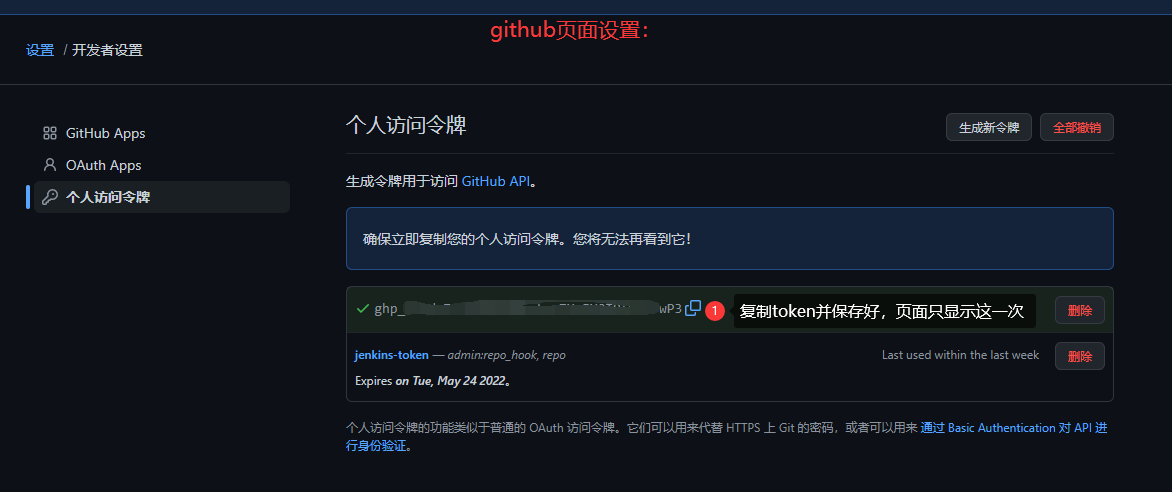 github页面设置：
设置 / 开发者设置
GitHub Apps
OAuth Apps
个人访问令牌
个人访问令牌
生成新令牌
全部撤销
生成令牌用于访问 GitHub API。
确保立即复制您的个人访问令牌。您将无法再看到它！
ghp_ wP3
1
复制token并保存好，页面只显示这一次
删除
jenkins-token — admin:repo_hook, repo
Last used within the last week
删除
Expires on Tue, May 24 2022。
个人访问令牌的功能类似于普通的 OAuth 访问令牌。它们可以用来代替 HTTPS 上 Git 的密码，或者可以用来 通过 Basic Authentication 对 API 进
行身份验证。